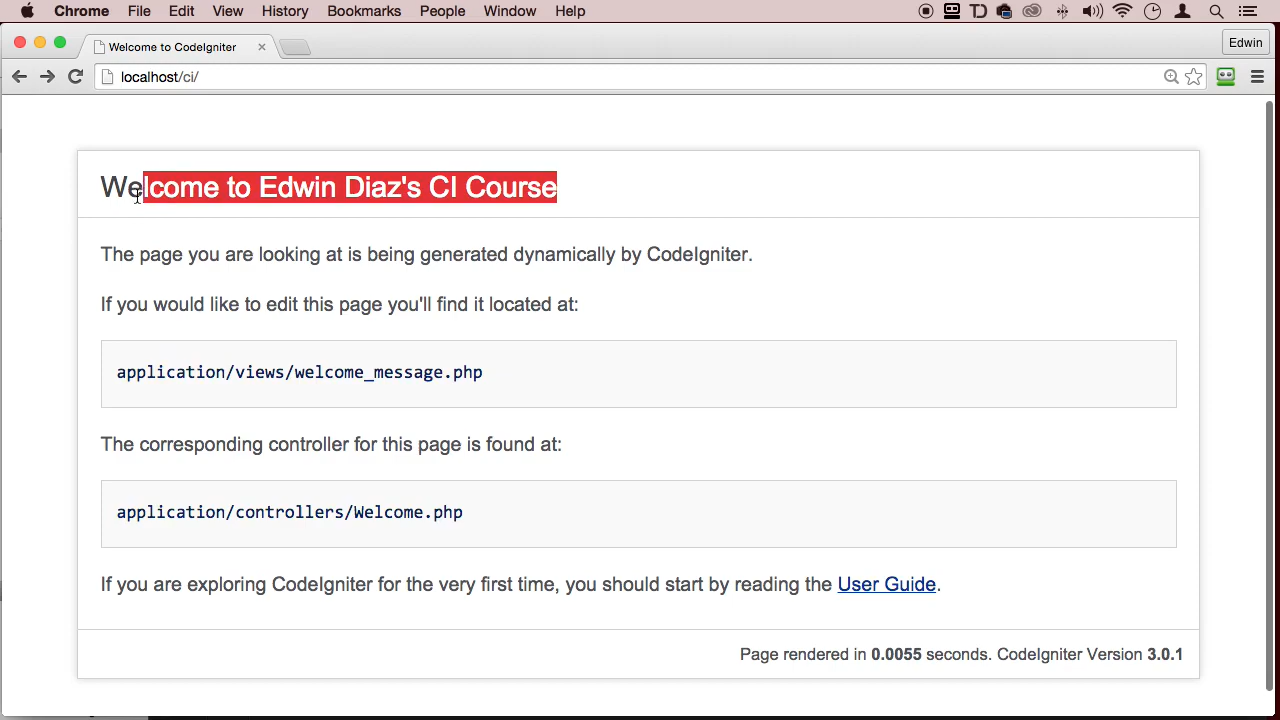 Chrome File Edit View History Bookmarks People Window Help
Welcome to CodeIgniter
Edwin
localhost/ci/
Welcome to Edwin Diaz's CI Course
The page you are looking at is being generated dynamically by CodeIgniter.
If you would like to edit this page you'll find it located at:
application/views/welcome_message.php
The corresponding controller for this page is found at:
application/controllers/Welcome.php
If you are exploring CodeIgniter for the very first time, you should start by reading the User Guide.
Page rendered in 0.0055 seconds. CodeIgniter Version 3.0.1